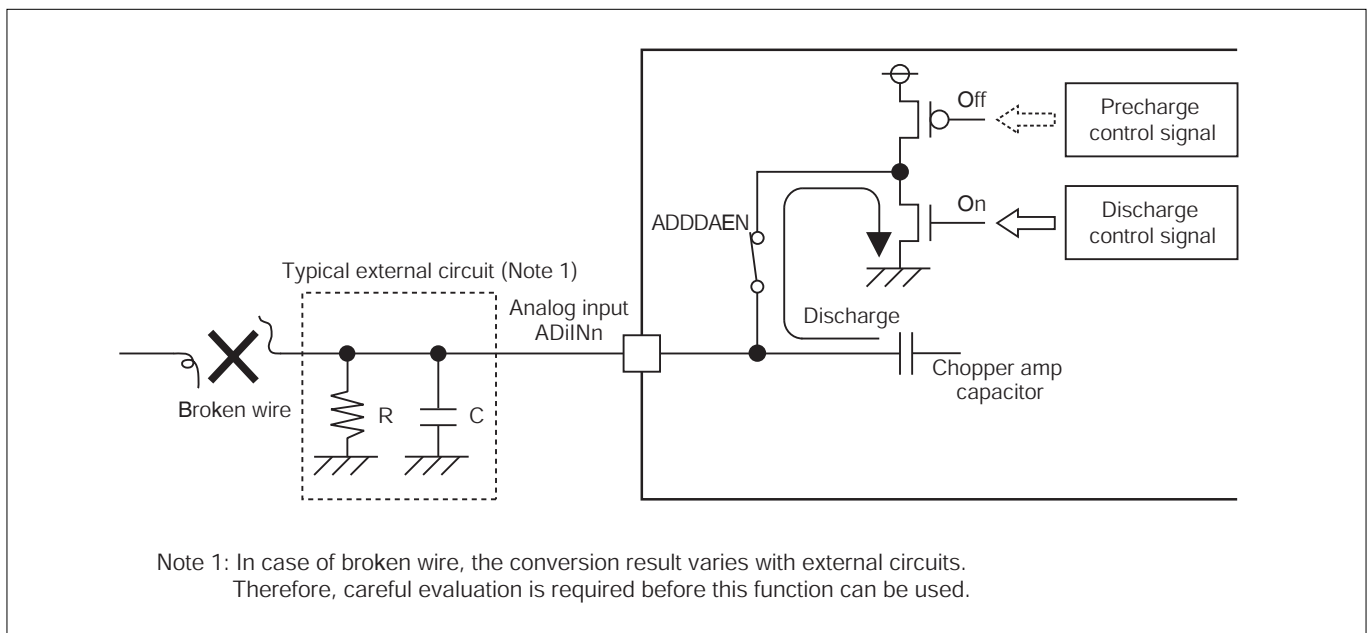 Off
Precharge
control signal
ADDDAEN
On
Discharge
control signal
Typical external circuit (Note 1)
Analog input
ADiINn
Discharge
Chopper amp
capacitor
Broken wire
R
C
Note 1: In case of broken wire, the conversion result varies with external circuits.
Therefore, careful evaluation is required before this function can be used.